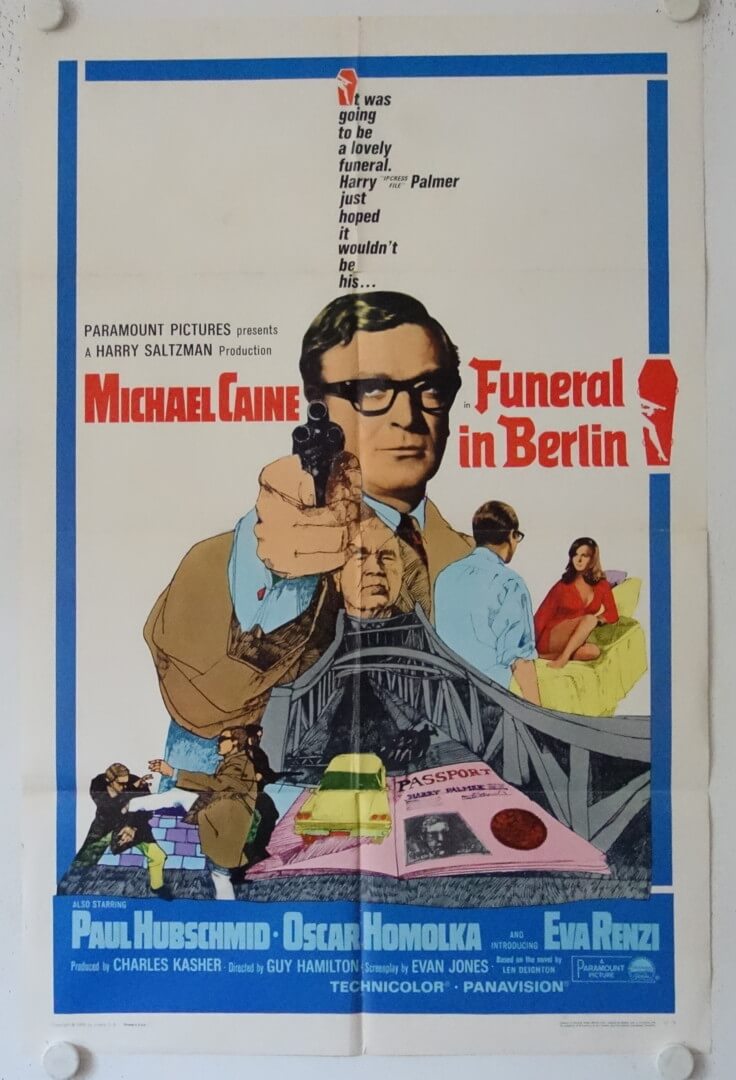 It was
going
to be
a lovely
funeral.
Harry "IPCRESS FILE" Palmer
just
hoped
it
wouldn't
be
his...
PARAMOUNT PICTURES presents
A HARRY SALTZMAN Production
MICHAEL CAINE
in
Funeral
in Berlin
PASSPORT
HARRY PALMER
ALSO STARRING
PAUL HUBSCHMID · OSCAR HOMOLKA AND INTRODUCING EVA RENZI
Produced by CHARLES KASHER · Directed by GUY HAMILTON · Screenplay by EVAN JONES · Based on the novel by LEN DEIGHTON
A PARAMOUNT PICTURE
TECHNICOLOR® · PANAVISION®